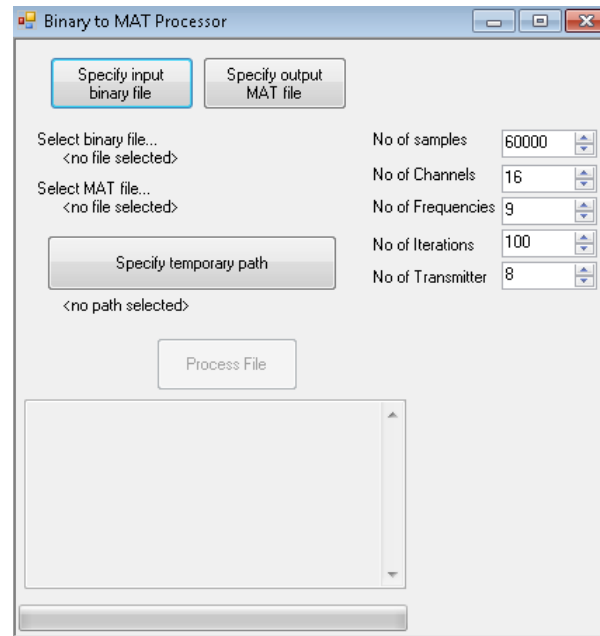 Binary to MAT Processor
Specify input
binary file
Specify output
MAT file
Select binary file...
<no file selected>
Select MAT file...
<no file selected>
Specify temporary path
<no path selected>
No of samples 60000
No of Channels 16
No of Frequencies 9
No of Iterations 100
No of Transmitter 8
Process File